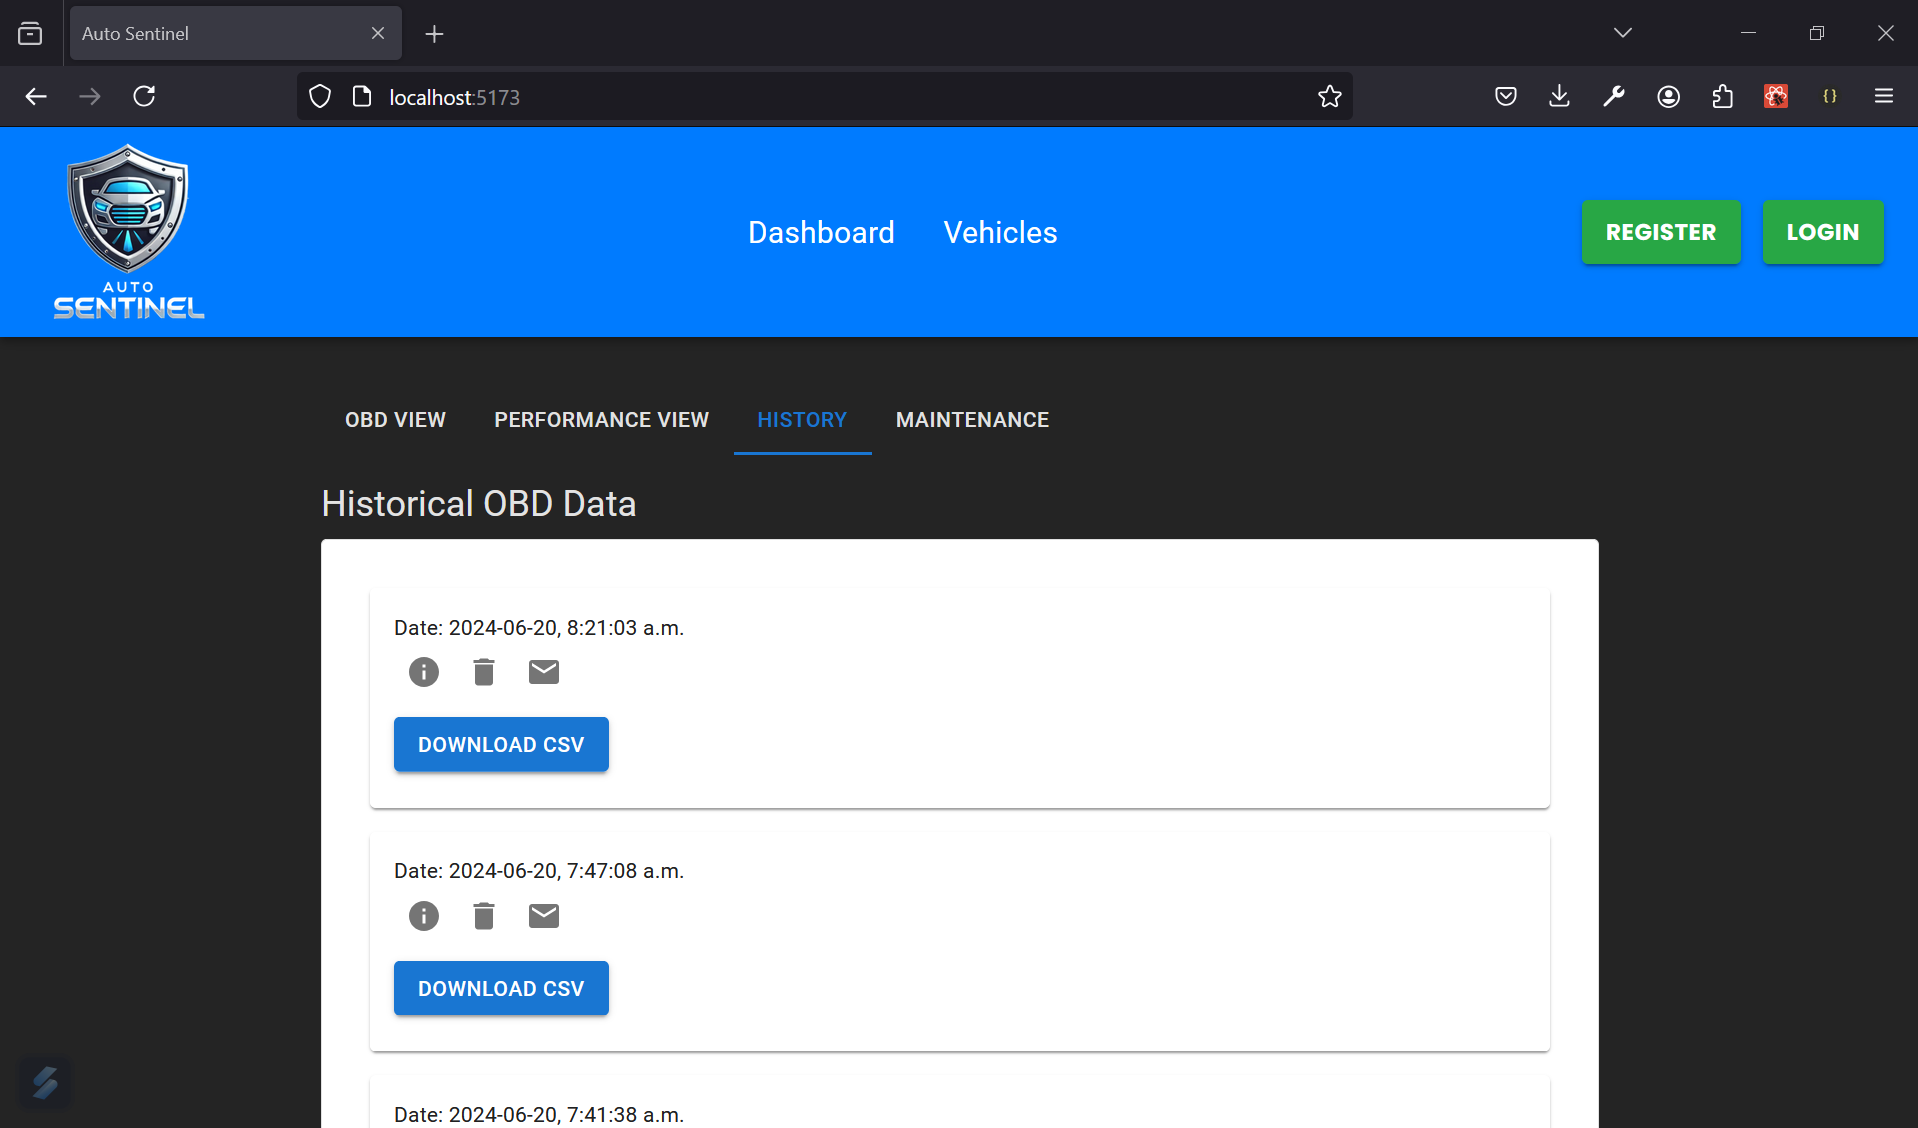 Auto Sentinel
localhost:5173
AUTO
SENTINEL
Dashboard
Vehicles
REGISTER
LOGIN
OBD VIEW
PERFORMANCE VIEW
HISTORY
MAINTENANCE
Historical OBD Data
Date: 2024-06-20, 8:21:03 a.m.
DOWNLOAD CSV
Date: 2024-06-20, 7:47:08 a.m.
DOWNLOAD CSV
Date: 2024-06-20, 7:41:38 a.m.